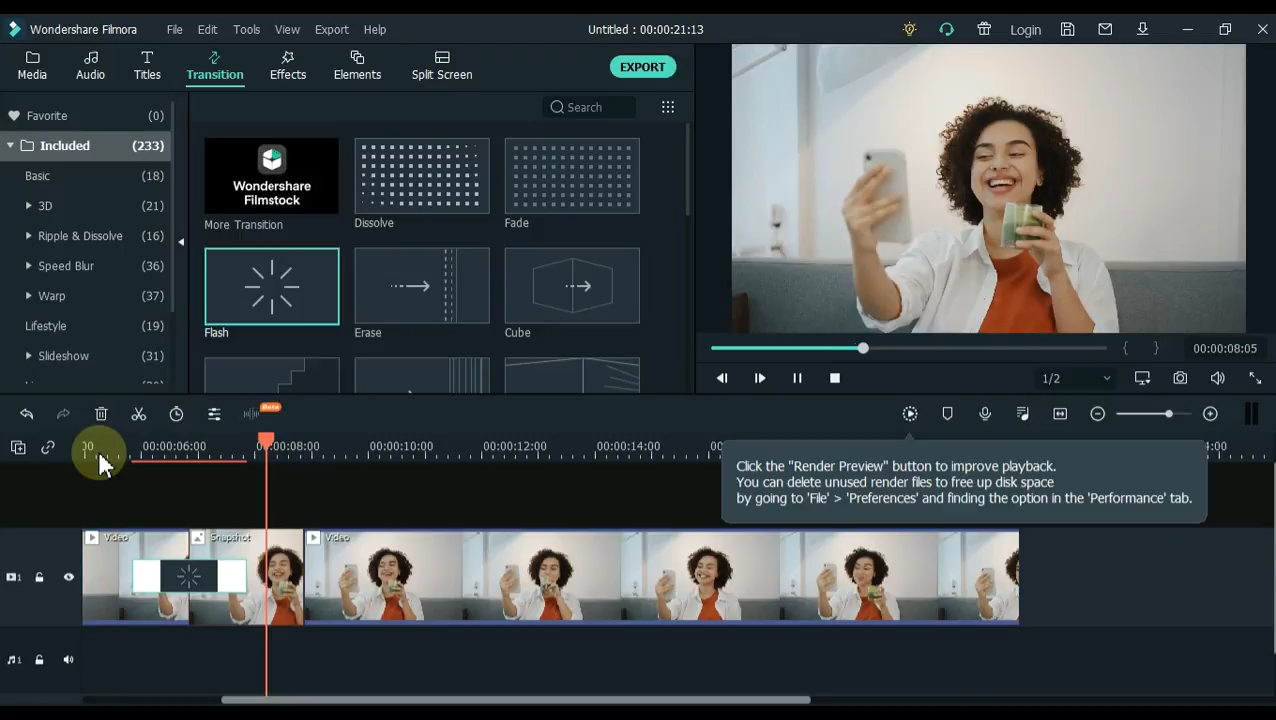 Wondershare Filmora
File Edit Tools View Export Help
Untitled : 00:00:21:13
Login
Media Audio Titles Transition Effects Elements Split Screen
EXPORT
Favorite (0)
Included (233)
Basic (18)
3D (21)
Ripple & Dissolve (16)
Speed Blur (36)
Warp (37)
Lifestyle (19)
Slideshow (31)
Search
Wondershare
Filmstock
More Transition
Dissolve
Fade
Flash
Erase
Cube
00:00:08:05
1/2
Beta
00:00:06:00
00:00:10:00
00:00:12:00
00:00:14:00
Click the "Render Preview" button to improve playback.
You can delete unused render files to free up disk space
by going to 'File' > 'Preferences' and finding the option in the 'Performance' tab.
Video
Snapshot
Video
1
1